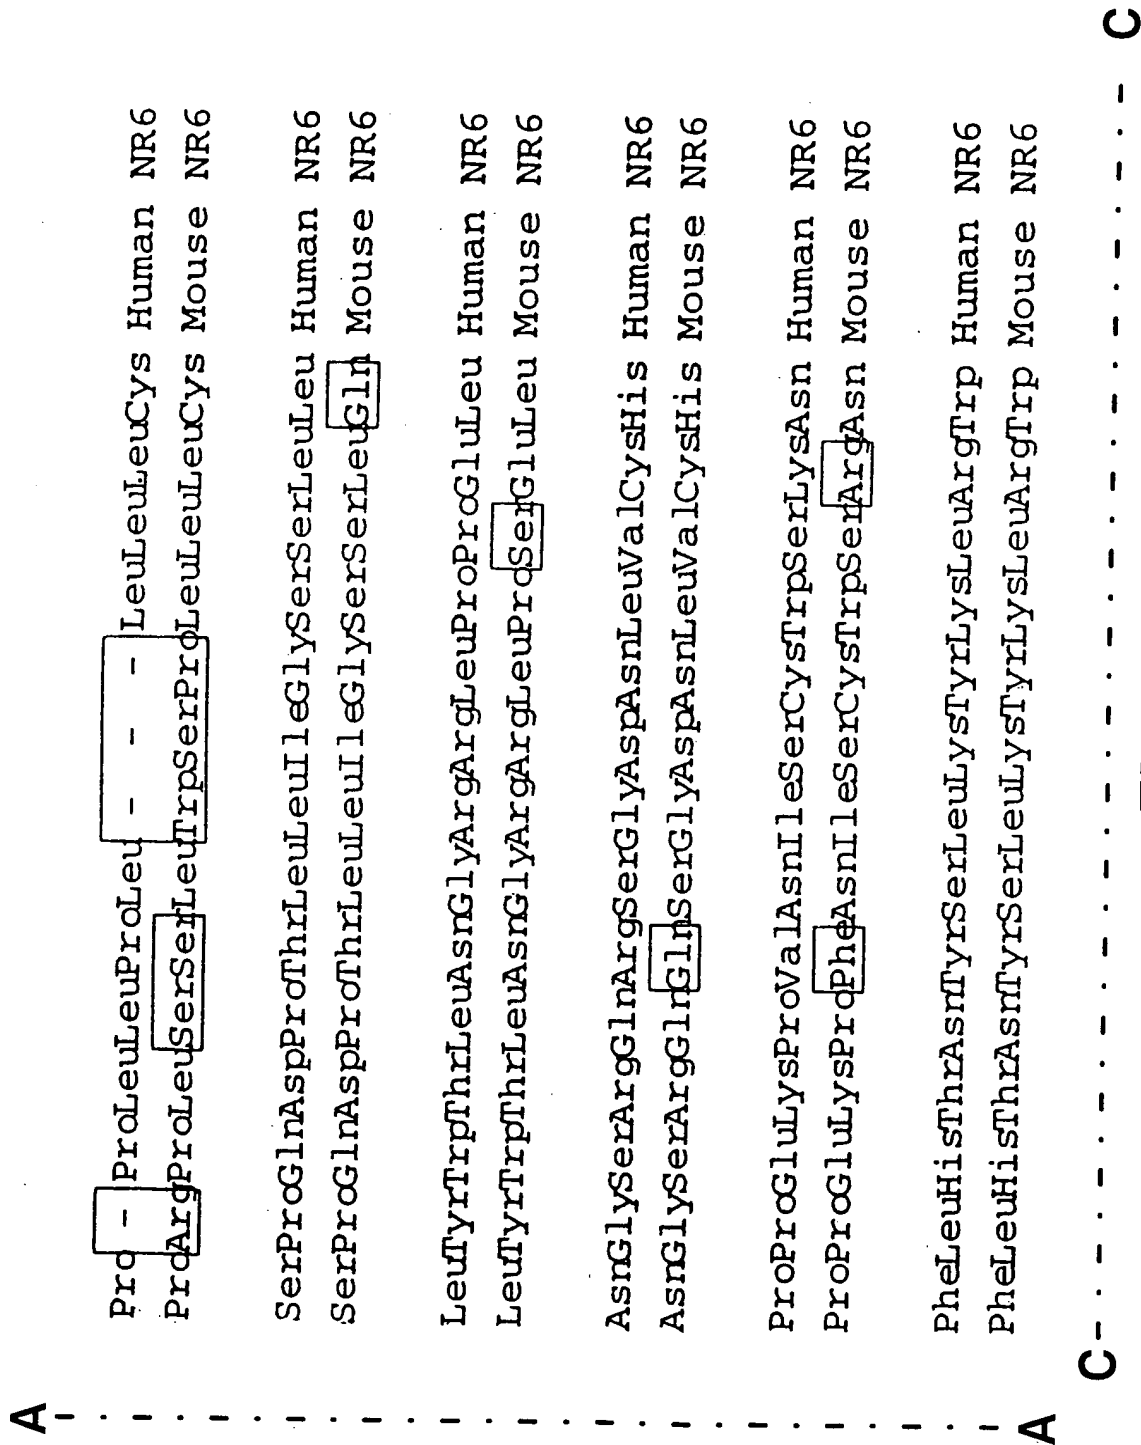 Pro - ProLeuLeuProLeu - - - LeuLeuLeuCys Human NR6
ProArgProLeuSerSerLeuTrpSerProLeuLeuLeuCys Mouse NR6
SerProGlnAspProThrLeuLeuIleGlySerSerLeuLeu Human NR6
SerProGlnAspProThrLeuLeuIleGlySerSerLeuGln Mouse NR6
LeuTyrTrpThrLeuAsnGlyArgArgLeuProProGluLeu Human NR6
LeuTyrTrpThrLeuAsnGlyArgArgLeuProSerGluLeu Mouse NR6
AsnGlySerArgGlnArgSerGlyAspAsnLeuValCysHis Human NR6
AsnGlySerArgGlnGlnSerGlyAspAsnLeuValCysHis Mouse NR6
ProProGluLysProValAsnIleSerCysTrpSerLysAsn Human NR6
ProProGluLysProPheAsnIleSerCysTrpSerArgAsn Mouse NR6
PheLeuHisThrAsnTyrSerLeuLysTyrLysLeuArgTrp Human NR6
PheLeuHisThrAsnTyrSerLeuLysTyrLysLeuArgTrp Mouse NR6
A
A
C
C